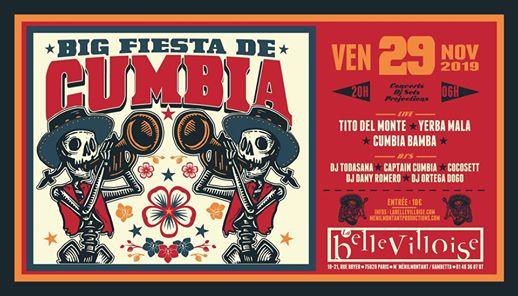 BIG FIESTA DE
CUMBIA
VEN 29 NOV
2019
20H
Concerts
Dj Sets
Projections
06H
LIVE
TITO DEL MONTE ★ YERBA MALA
★ CUMBIA BAMBA ★
DJ'S
DJ TODASANA ★ CAPTAIN CUMBIA ★ COCOSETT
DJ DANY ROMERO ★ DJ ORTEGA DOGO
ENTRÉE • 10€
INFOS • LABELLEVILLOISE.COM
MENILMONTANTPRODUCTIONS.COM
La
bellevilloise
19-21, RUE BOYER ★ 75020 PARIS ★ M° MÉNILMONTANT / GAMBETTA ★ 01 46 36 07 07